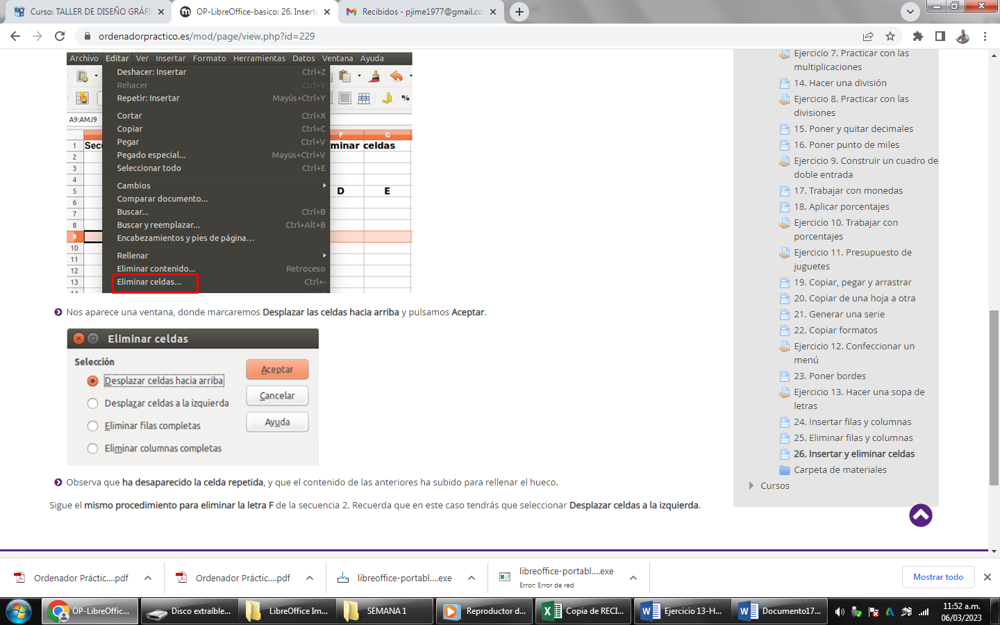 Curso: TALLER DE DISEÑO GRÁFI
OP-LibreOffice-basico: 26. Inserta
Recibidos - pjime1977@gmail.co
ordenadorpractico.es/mod/page/view.php?id=229
Archivo Editar Ver Insertar Formato Herramientas Datos Ventana Ayuda
Deshacer: Insertar Ctrl+Z
Rehacer Ctrl+Y
Repetir: Insertar Mayús+Ctrl+Y
Cortar Ctrl+X
Copiar Ctrl+C
Pegar Ctrl+V
Pegado especial... Mayús+Ctrl+V
Seleccionar todo Ctrl+E
Cambios
Comparar documento...
Buscar... Ctrl+B
Buscar y reemplazar... Ctrl+Alt+B
Encabezamientos y pies de página...
Rellenar
Eliminar contenido... Retroceso
Eliminar celdas... Ctrl+-
A9:AMJ9
%
F G
1 Secu minar celdas
2
3
4
5 D E
6
7
8
9
10
11
12
13
14
Nos aparece una ventana, donde marcaremos Desplazar las celdas hacia arriba y pulsamos Aceptar.
Eliminar celdas
Selección
Desplazar celdas hacia arriba
Desplazar celdas a la izquierda
Eliminar filas completas
Eliminar columnas completas
Aceptar
Cancelar
Ayuda
Observa que ha desaparecido la celda repetida, y que el contenido de las anteriores ha subido para rellenar el hueco.
Sigue el mismo procedimiento para eliminar la letra F de la secuencia 2. Recuerda que en este caso tendrás que seleccionar Desplazar celdas a la izquierda.
Ejercicio 7. Practicar con las
multiplicaciones
14. Hacer una división
Ejercicio 8. Practicar con las
divisiones
15. Poner y quitar decimales
16. Poner punto de miles
Ejercicio 9. Construir un cuadro de
doble entrada
17. Trabajar con monedas
18. Aplicar porcentajes
Ejercicio 10. Trabajar con
porcentajes
Ejercicio 11. Presupuesto de
juguetes
19. Copiar, pegar y arrastrar
20. Copiar de una hoja a otra
21. Generar una serie
22. Copiar formatos
Ejercicio 12. Confeccionar un
menú
23. Poner bordes
Ejercicio 13. Hacer una sopa de
letras
24. Insertar filas y columnas
25. Eliminar filas y columnas
26. Insertar y eliminar celdas
Carpeta de materiales
Cursos
Ordenador Práctic....pdf
Ordenador Práctic....pdf
libreoffice-portabl....exe
libreoffice-portabl....exe
Error: Error de red
Mostrar todo
OP-LibreOffic...
Disco extraíble...
LibreOffice Im...
SEMANA 1
Reproductor d...
Copia de RECI...
Ejercicio 13-H...
Documento17...
11:52 a.m.
06/03/2023